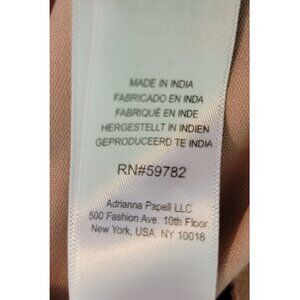 MADE IN INDIA
FABRICADO EN INDA
FABRIQUÉ EN INDE
HERGESTELLT IN INDIEN
GEPRODUCEERD TE INDIA
RN#59782
Adrianna Papell LLC
500 Fashion Ave. 10th Floor
New York, USA. NY 10018